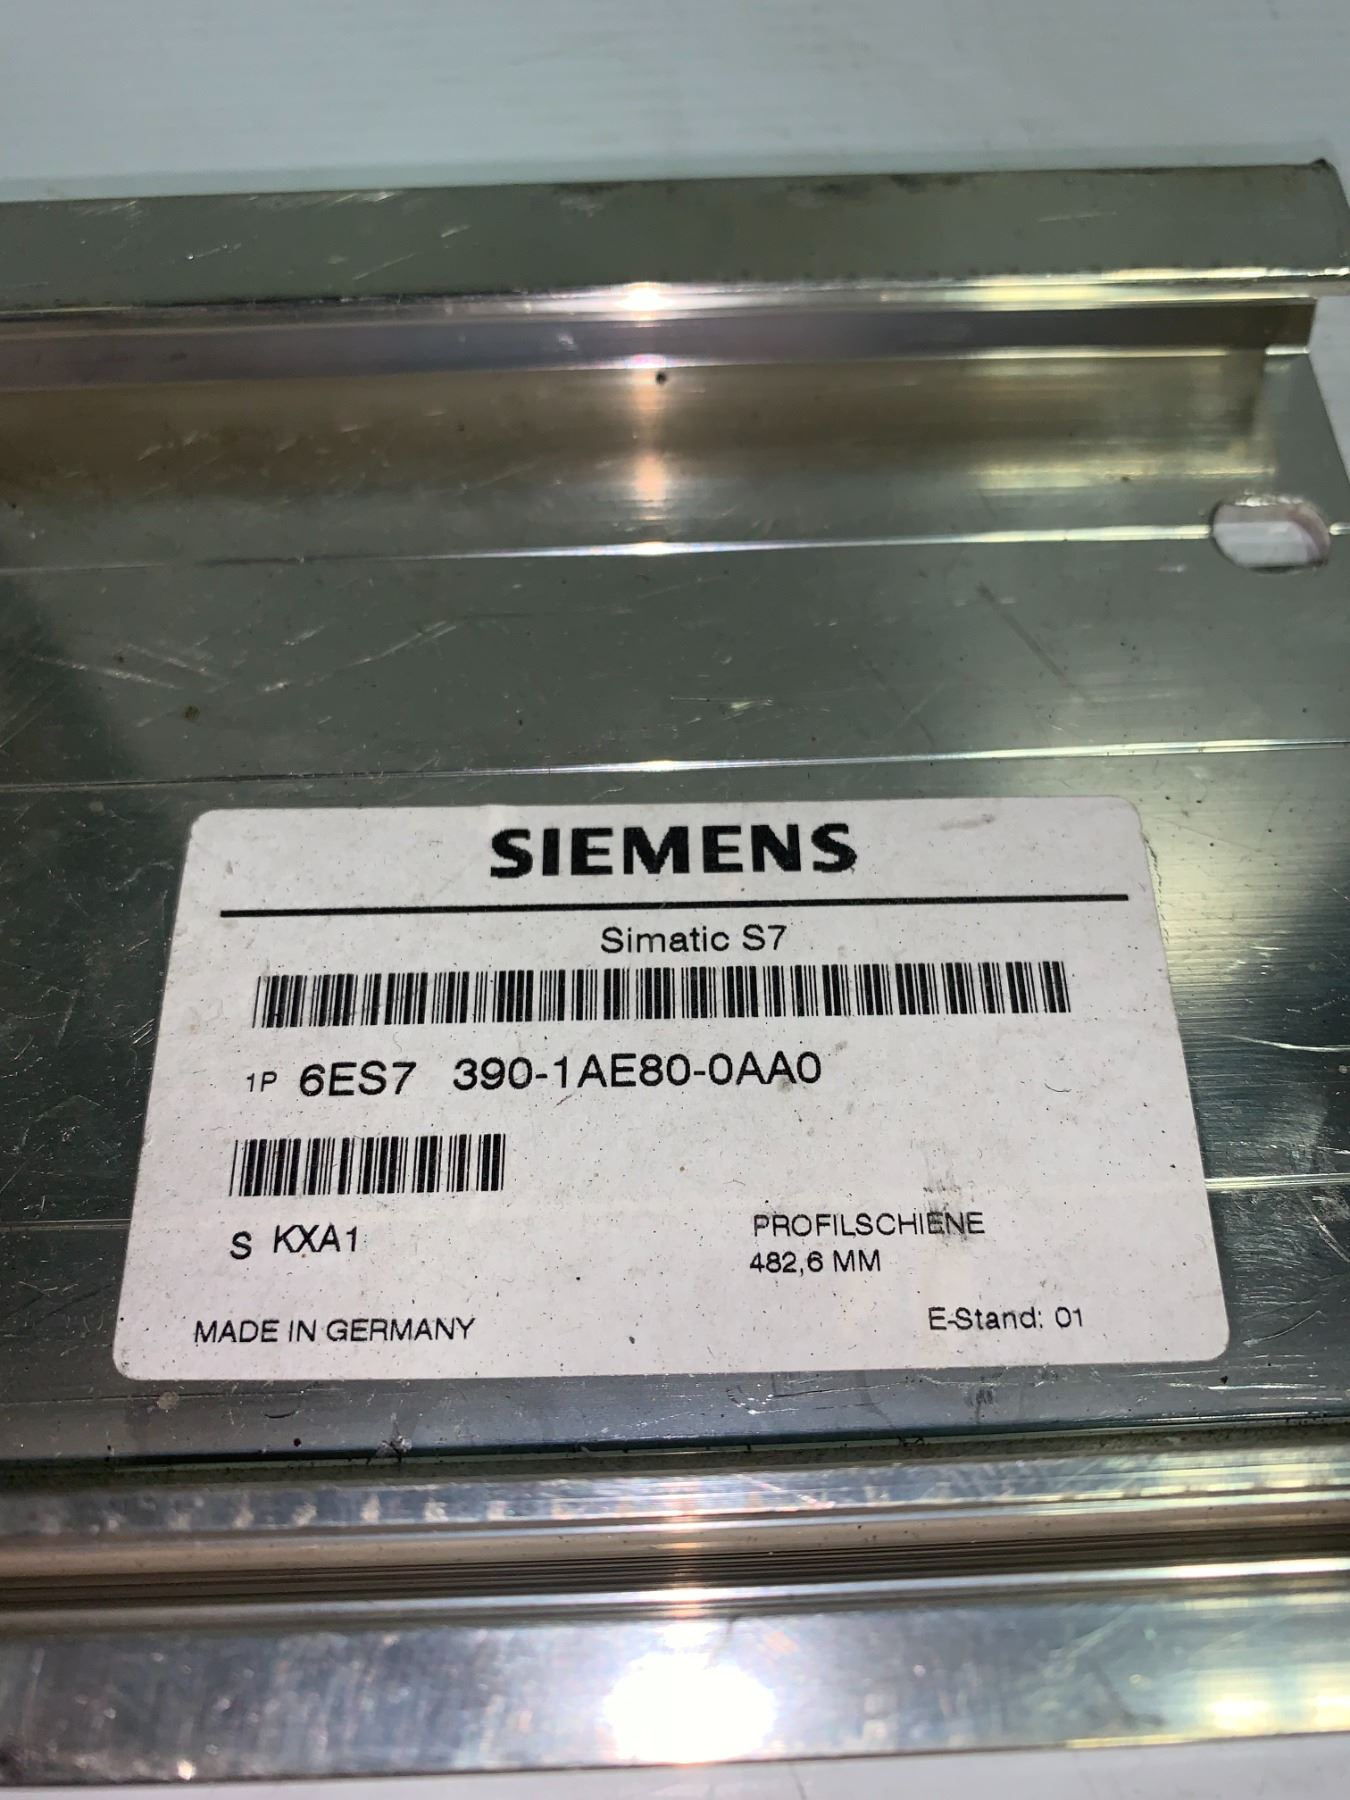 SIEMENS
Simatic S7
1P 6ES7 390-1AE80-0AA0
S KXA1
PROFILSCHIENE
482,6 MM
MADE IN GERMANY
E-Stand: 01